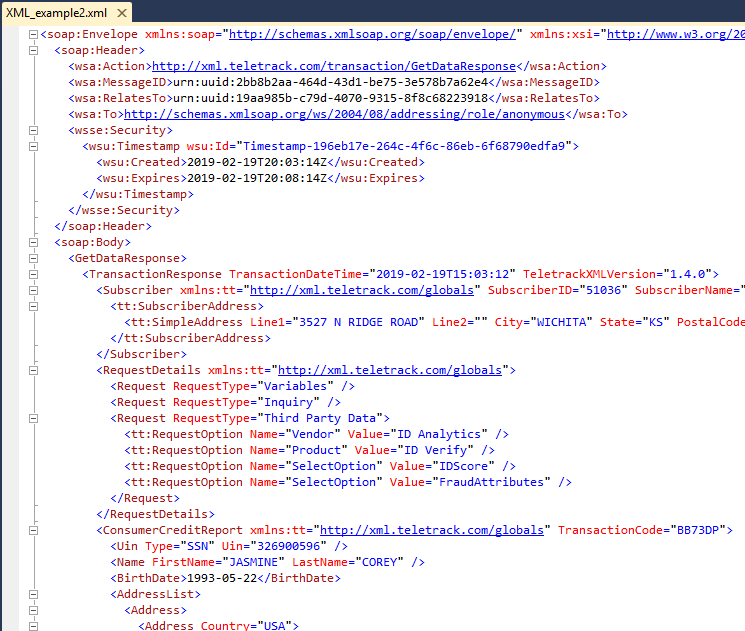 XML_example2.xml
<soap:Envelope xmlns:soap="http://schemas.xmlsoap.org/soap/envelope/" xmlns:xsi="http://www.w3.org/20
<soap:Header>
<wsa:Action>http://xml.teletrack.com/transaction/GetDataResponse</wsa:Action>
<wsa:MessageID>urn:uuid:2bb8b2aa-464d-43d1-be75-3e578b7a62e4</wsa:MessageID>
<wsa:RelatesTo>urn:uuid:19aa985b-c79d-4070-9315-8f8c68223918</wsa:RelatesTo>
<wsa:To>http://schemas.xmlsoap.org/ws/2004/08/addressing/role/anonymous</wsa:To>
<wsse:Security>
<wsu:Timestamp wsu:Id="Timestamp-196eb17e-264c-4f6c-86eb-6f68790edfa9">
<wsu:Created>2019-02-19T20:03:14Z</wsu:Created>
<wsu:Expires>2019-02-19T20:08:14Z</wsu:Expires>
</wsu:Timestamp>
</wsse:Security>
</soap:Header>
<soap:Body>
<GetDataResponse>
<TransactionResponse TransactionDateTime="2019-02-19T15:03:12" TeletrackXMLVersion="1.4.0">
<Subscriber xmlns:tt="http://xml.teletrack.com/globals" SubscriberID="51036" SubscriberName="
<tt:SubscriberAddress>
<tt:SimpleAddress Line1="3527 N RIDGE ROAD" Line2="" City="WICHITA" State="KS" PostalCode
</tt:SubscriberAddress>
</Subscriber>
<RequestDetails xmlns:tt="http://xml.teletrack.com/globals">
<Request RequestType="Variables" />
<Request RequestType="Inquiry" />
<Request RequestType="Third Party Data">
<tt:RequestOption Name="Vendor" Value="ID Analytics" />
<tt:RequestOption Name="Product" Value="ID Verify" />
<tt:RequestOption Name="SelectOption" Value="IDScore" />
<tt:RequestOption Name="SelectOption" Value="FraudAttributes" />
</Request>
</RequestDetails>
<ConsumerCreditReport xmlns:tt="http://xml.teletrack.com/globals" TransactionCode="BB73DP">
<Uin Type="SSN" Uin="326900596" />
<Name FirstName="JASMINE" LastName="COREY" />
<BirthDate>1993-05-22</BirthDate>
<AddressList>
<Address>
<Address Country="USA">